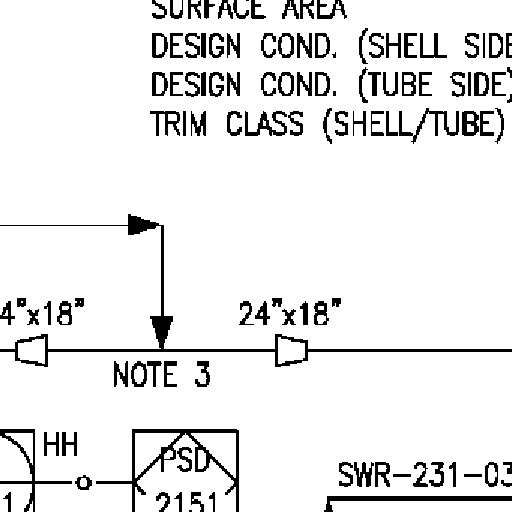 SURFACE AREA
DESIGN COND. (SHELL SIDE
DESIGN COND. (TUBE SIDE)
TRIM CLASS (SHELL/TUBE)
4"x18"
24"x18"
NOTE 3
HH
PSD
2151
1
SWR-231-03